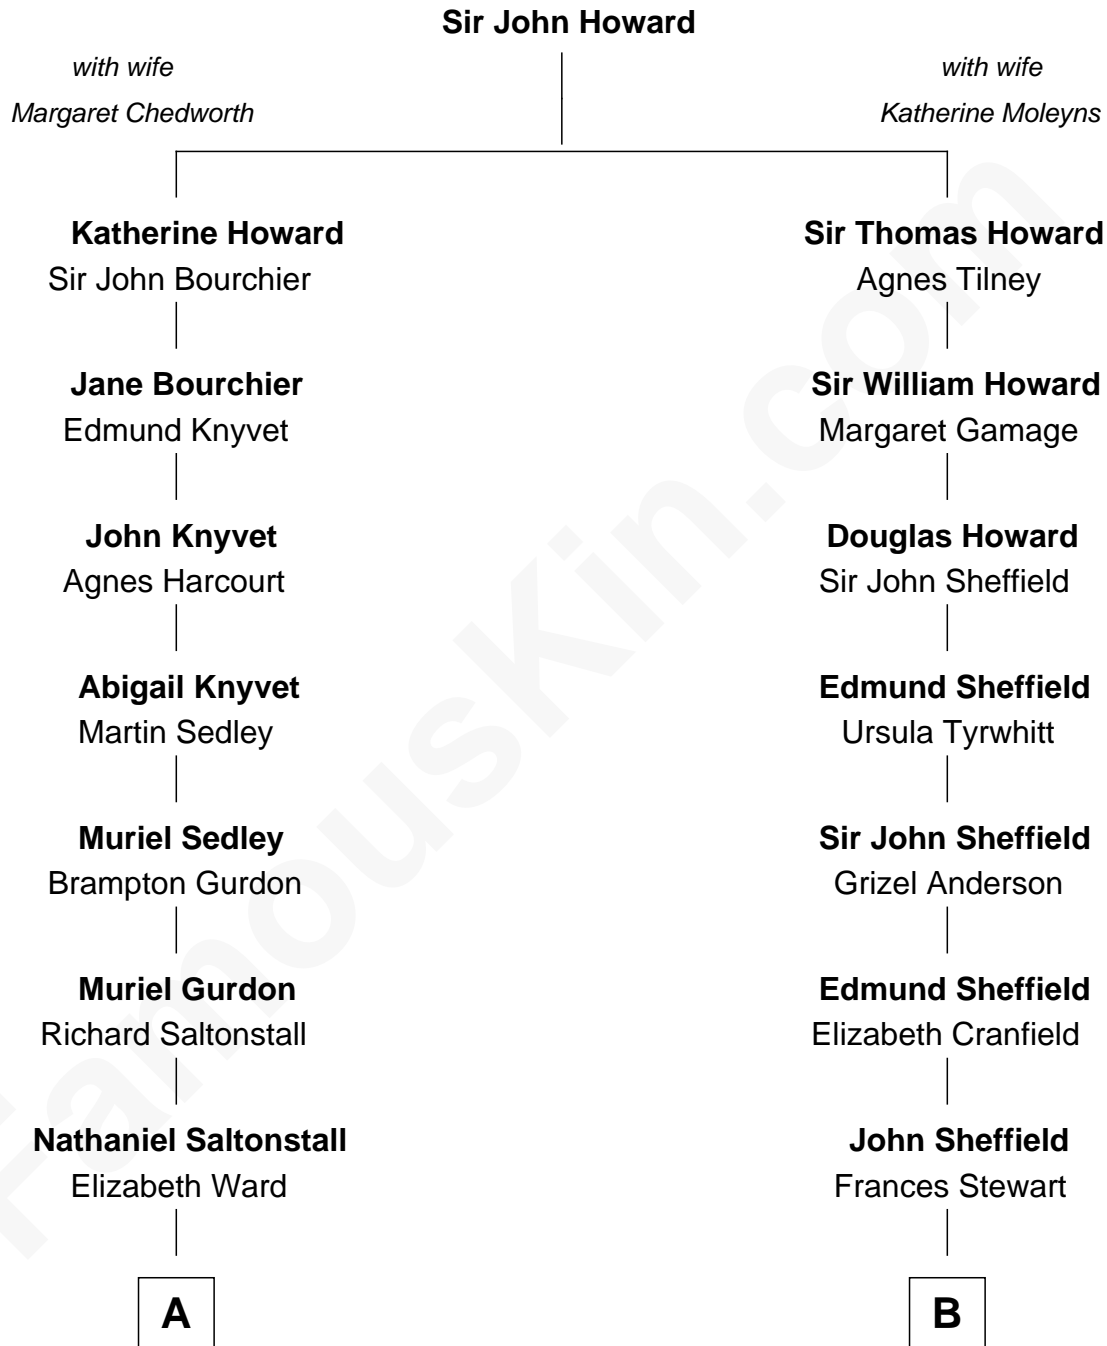 Sir John Howard
with wife
Margaret Chedworth
with wife
Katherine Moleyns
Katherine Howard
Sir John Bourchier
Sir Thomas Howard
Agnes Tilney
Jane Bourchier
Edmund Knyvet
Sir William Howard
Margaret Gamage
John Knyvet
Agnes Harcourt
Douglas Howard
Sir John Sheffield
Abigail Knyvet
Martin Sedley
Edmund Sheffield
Ursula Tyrwhitt
Muriel Sedley
Brampton Gurdon
Sir John Sheffield
Grizel Anderson
Muriel Gurdon
Richard Saltonstall
Edmund Sheffield
Elizabeth Cranfield
Nathaniel Saltonstall
Elizabeth Ward
John Sheffield
Frances Stewart
A
B
FamousKin.com